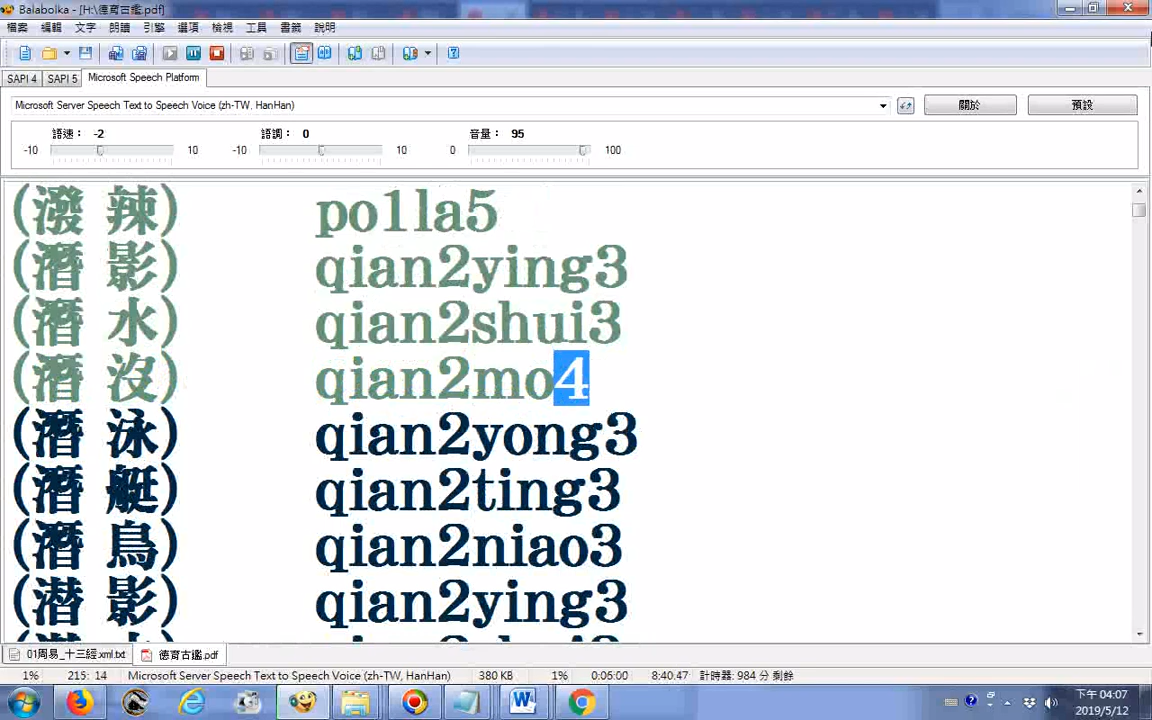 Balabolka - [H:\德育古鑑.pdf]
檔案 編輯 文字 朗讀 引擎 選項 檢視 工具 書籤 說明
SAPI 4 SAPI 5 Microsoft Speech Platform
Microsoft Server Speech Text to Speech Voice (zh-TW, HanHan) 關於 預設
語速： -2 語調： 0 音量： 95
-10 10 -10 10 0 100
(潑 辣) po1la5
(潛 影) qian2ying3
(潛 水) qian2shui3
(潛 沒) qian2mo4
(潛 泳) qian2yong3
(潛 艇) qian2ting3
(潛 鳥) qian2niao3
(潜 影) qian2ying3
01周易_十三經.xml.txt 德育古鑑.pdf
1% 215: 14 Microsoft Server Speech Text to Speech Voice (zh-TW, HanHan) 380 KB 1% 0:05:00 8:40.47 計時器: 984 分 剩餘
下午 04:07
2019/5/12